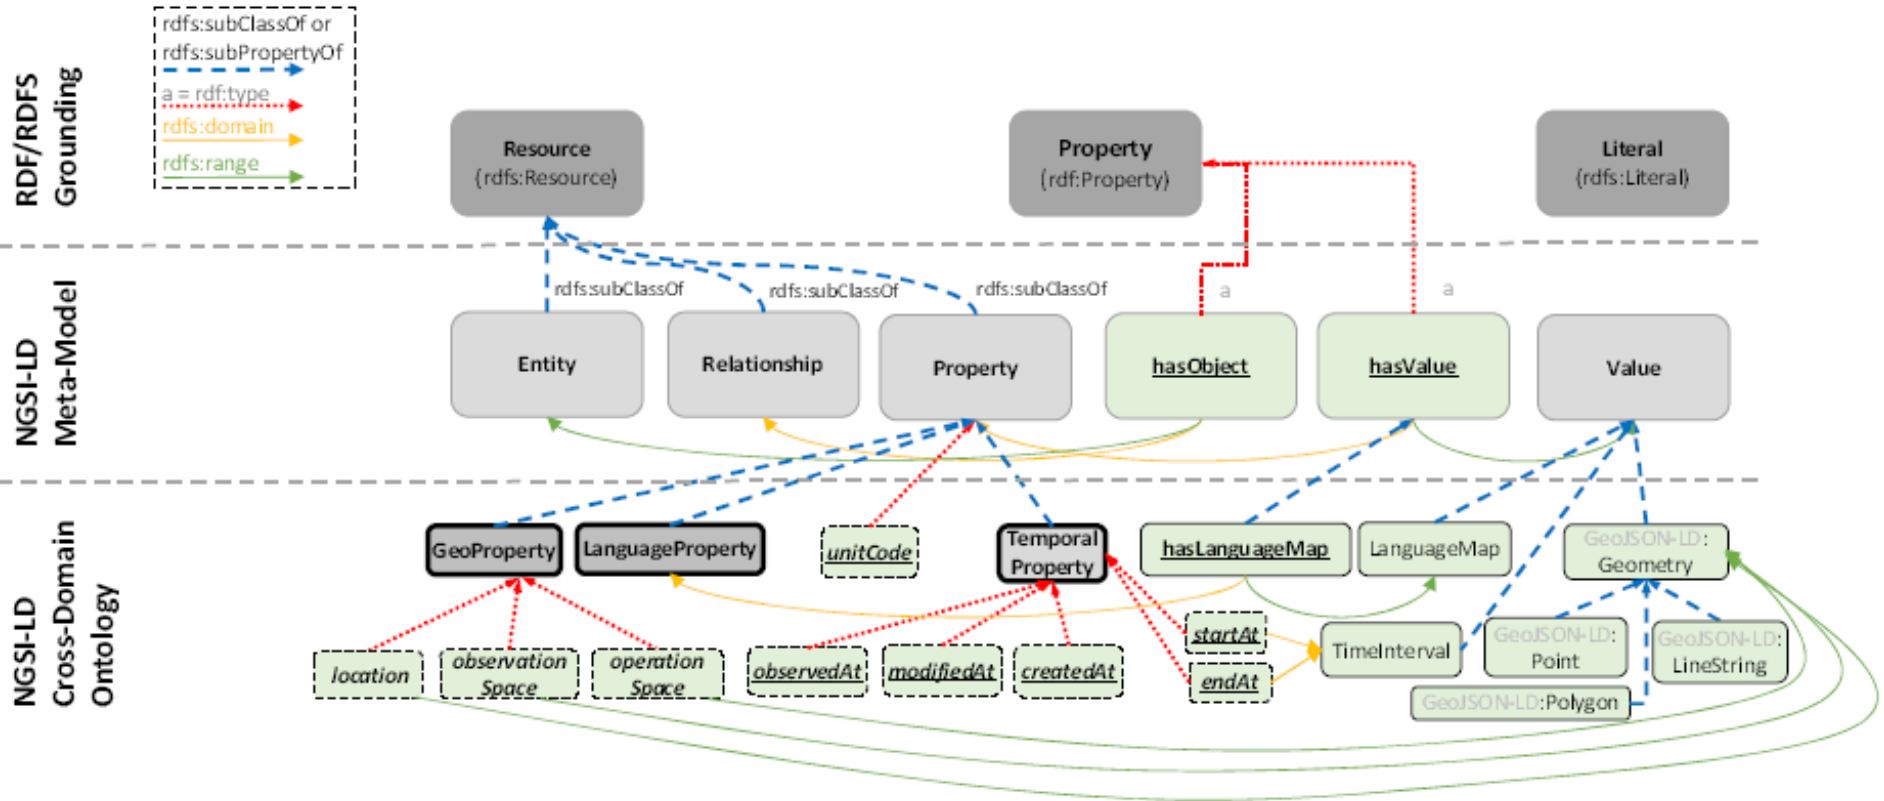 rdfs:subClassOf or
rdfs:subPropertyOf
a = rdf:type
rdfs:domain
rdfs:range
RDF/RDFS
Grounding
Resource
(rdfs:Resource)
Property
(rdf:Property)
Literal
(rdfs:Literal)
NGSI-LD
Meta-Model
rdfs:subClassOf
rdfs:subClassOf
rdfs:subClassOf
a
a
Entity
Relationship
Property
hasObject
hasValue
Value
NGSI-LD
Cross-Domain
Ontology
GeoProperty
LanguageProperty
unitCode
Temporal
Property
hasLanguageMap
LanguageMap
GeoJSON-LD:
Geometry
location
observation
Space
operation
Space
observedAt
modifiedAt
createdAt
startAt
endAt
TimeInterval
GeoJSON-LD:
Point
GeoJSON-LD:
LineString
GeoJSON-LD:Polygon